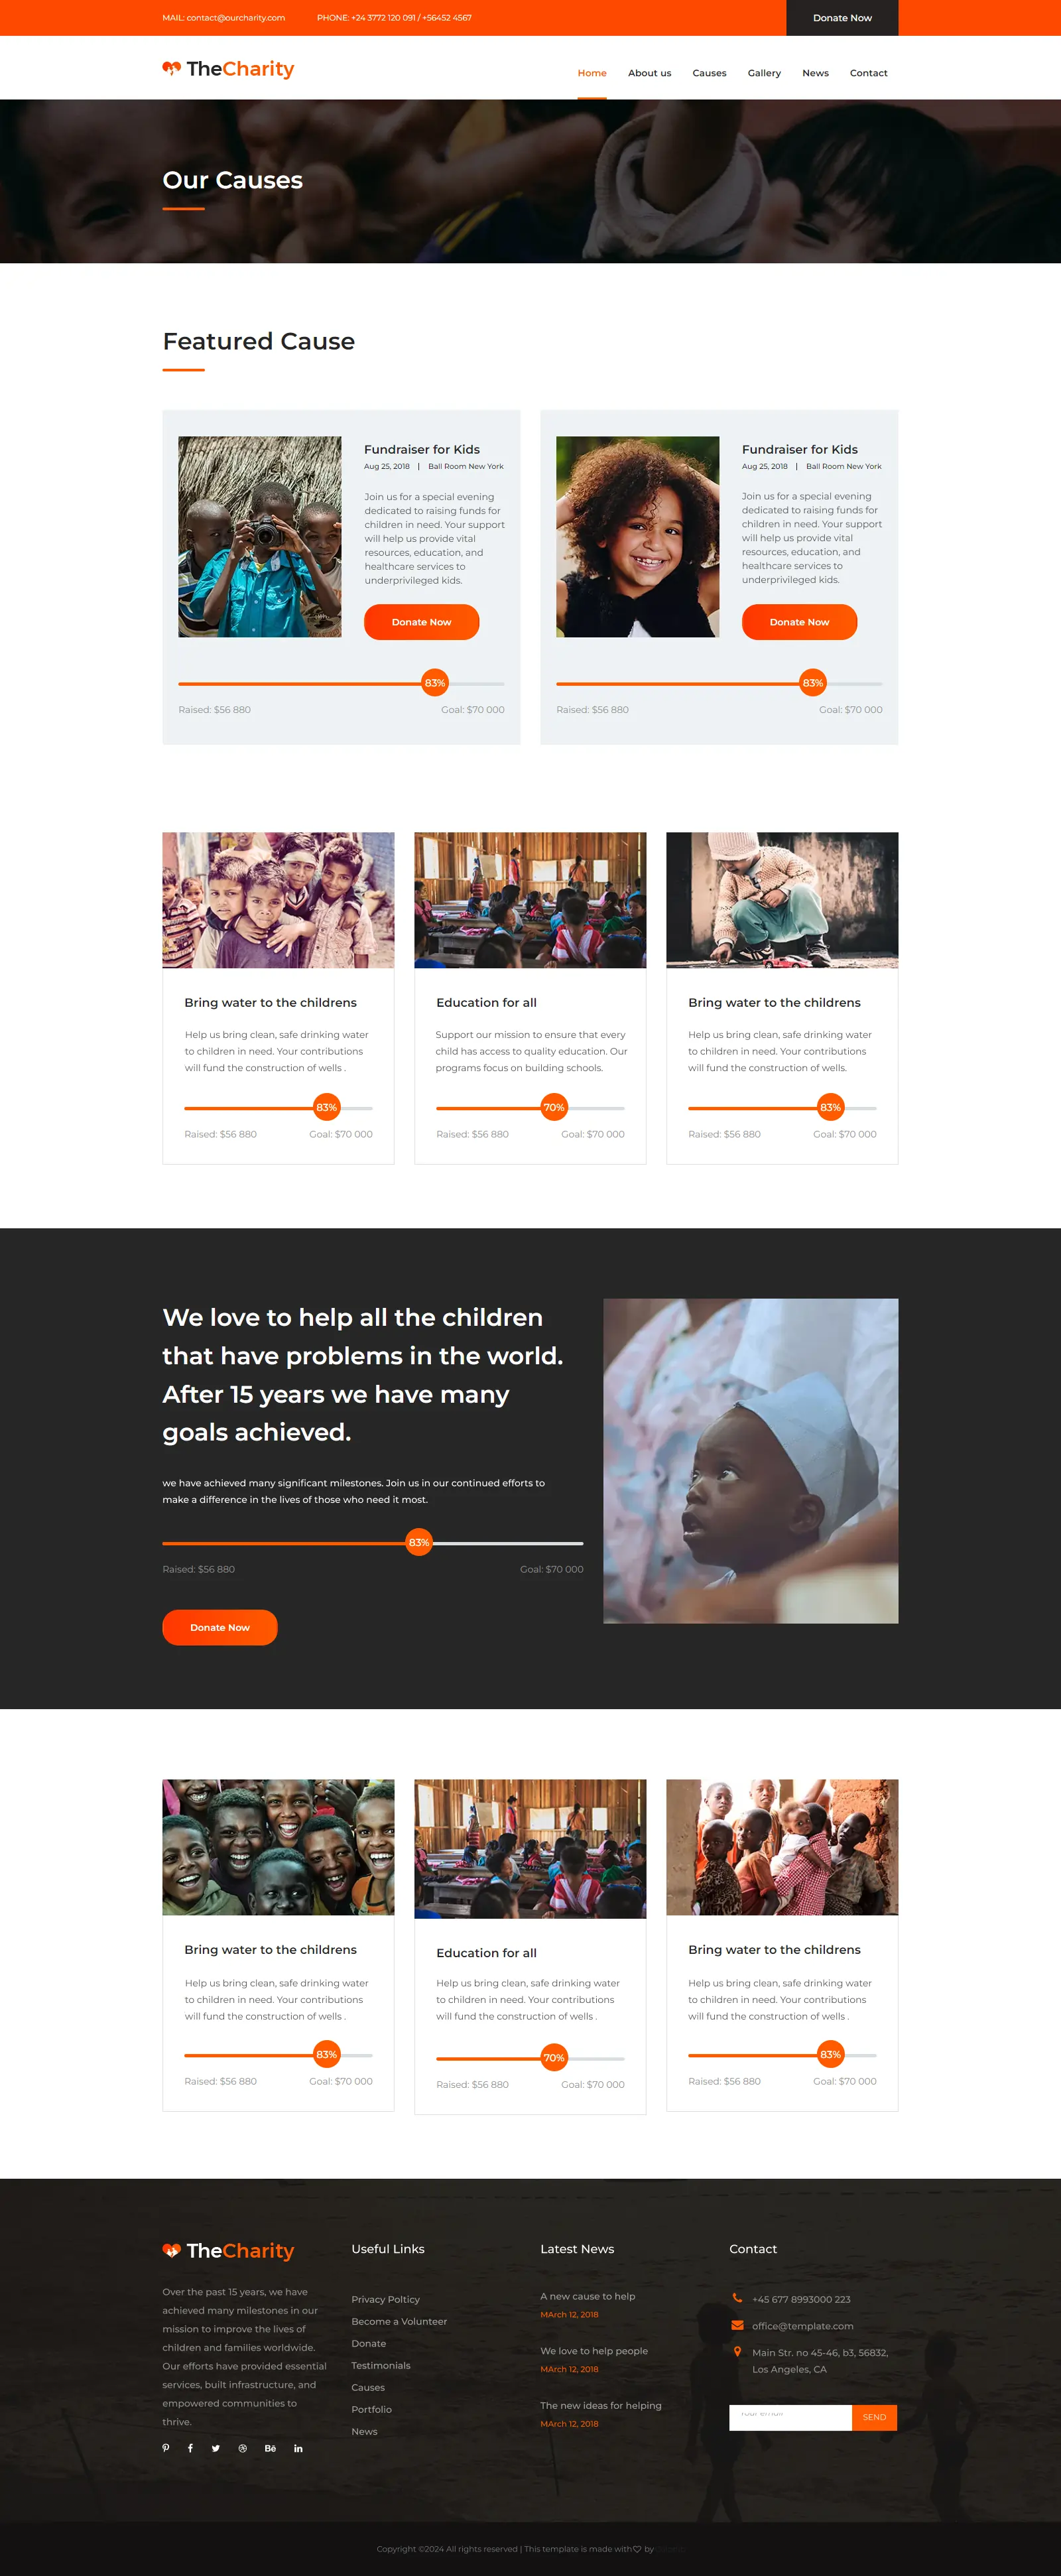 MAIL: contact@ourcharity.com
PHONE: +24 3772 120 091 / +56452 4567
Donate Now
TheCharity
Home
About us
Causes
Gallery
News
Contact
Our Causes
Featured Cause
Fundraiser for Kids
Aug 25, 2018 | Ball Room New York
Join us for a special evening
dedicated to raising funds for
children in need. Your support
will help us provide vital
resources, education, and
healthcare services to
underprivileged kids.
Donate Now
83%
Raised: $56 880
Goal: $70 000
Fundraiser for Kids
Aug 25, 2018 | Ball Room New York
Join us for a special evening
dedicated to raising funds for
children in need. Your support
will help us provide vital
resources, education, and
healthcare services to
underprivileged kids.
Donate Now
83%
Raised: $56 880
Goal: $70 000
Bring water to the childrens
Help us bring clean, safe drinking water
to children in need. Your contributions
will fund the construction of wells .
83%
Raised: $56 880
Goal: $70 000
Education for all
Support our mission to ensure that every
child has access to quality education. Our
programs focus on building schools.
70%
Raised: $56 880
Goal: $70 000
Bring water to the childrens
Help us bring clean, safe drinking water
to children in need. Your contributions
will fund the construction of wells.
83%
Raised: $56 880
Goal: $70 000
We love to help all the children
that have problems in the world.
After 15 years we have many
goals achieved.
we have achieved many significant milestones. Join us in our continued efforts to
make a difference in the lives of those who need it most.
83%
Raised: $56 880
Goal: $70 000
Donate Now
Bring water to the childrens
Help us bring clean, safe drinking water
to children in need. Your contributions
will fund the construction of wells .
83%
Raised: $56 880
Goal: $70 000
Education for all
Help us bring clean, safe drinking water
to children in need. Your contributions
will fund the construction of wells .
70%
Raised: $56 880
Goal: $70 000
Bring water to the childrens
Help us bring clean, safe drinking water
to children in need. Your contributions
will fund the construction of wells .
83%
Raised: $56 880
Goal: $70 000
TheCharity
Over the past 15 years, we have
achieved many milestones in our
mission to improve the lives of
children and families worldwide.
Our efforts have provided essential
services, built infrastructure, and
empowered communities to
thrive.
Useful Links
Privacy Polticy
Become a Volunteer
Donate
Testimonials
Causes
Portfolio
News
Latest News
A new cause to help
MArch 12, 2018
We love to help people
MArch 12, 2018
The new ideas for helping
MArch 12, 2018
Contact
+45 677 8993000 223
office@template.com
Main Str. no 45-46, b3, 56832,
Los Angeles, CA
SEND
Copyright ©2024 All rights reserved | This template is made with ♡ by